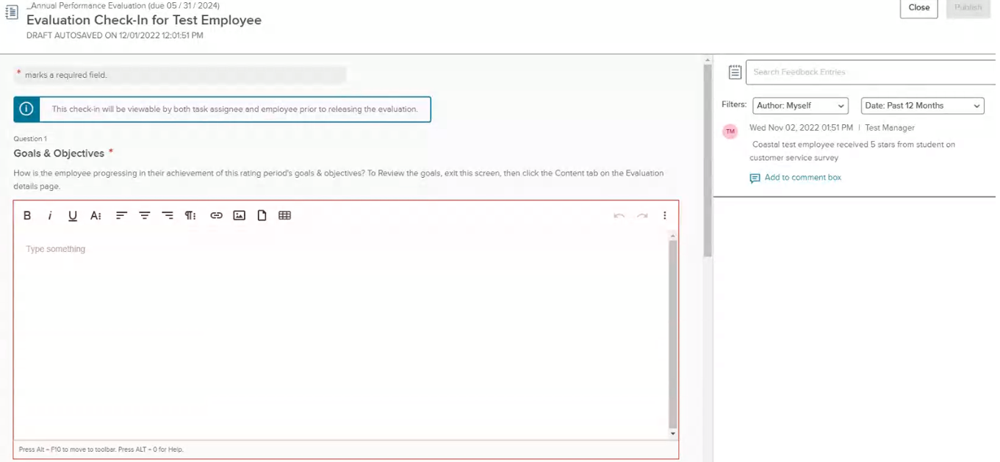 _Annual Performance Evaluation (due 05 / 31 / 2024)
Evaluation Check-In for Test Employee
DRAFT AUTOSAVED ON 12/01/2022 12:01:51 PM
Close
Publish
* marks a required field.
This check-in will be viewable by both task assignee and employee prior to releasing the evaluation.
Question 1
Goals & Objectives *
How is the employee progressing in their achievement of this rating period's goals & objectives? To Review the goals, exit this screen, then click the Content tab on the Evaluation
details page.
B i U A
Type something
Press Alt + F10 to move to toolbar. Press ALT + 0 for Help.
Search Feedback Entries
Filters: Author: Myself Date: Past 12 Months
TM Wed Nov 02, 2022 01:51 PM | Test Manager
Coastal test employee received 5 stars from student on
customer service survey
Add to comment box